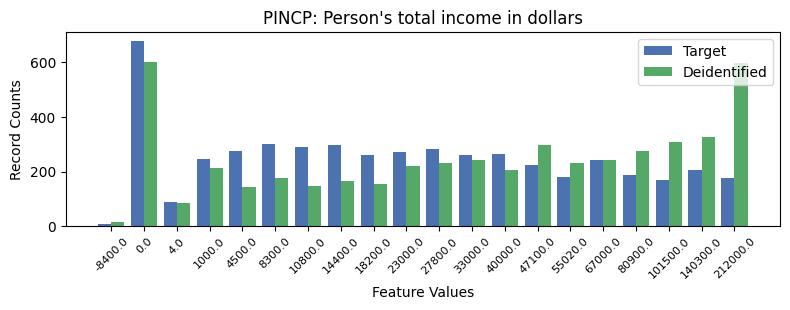 PINCP: Person's total income in dollars
Target
Deidentified
Record Counts
600
400
200
0
-8400.0 0.0 4.0 1000.0 4500.0 8300.0 10800.0 14400.0 18200.0 23000.0 27800.0 33000.0 40000.0 47100.0 55020.0 67000.0 80900.0 101500.0 140300.0 212000.0
Feature Values